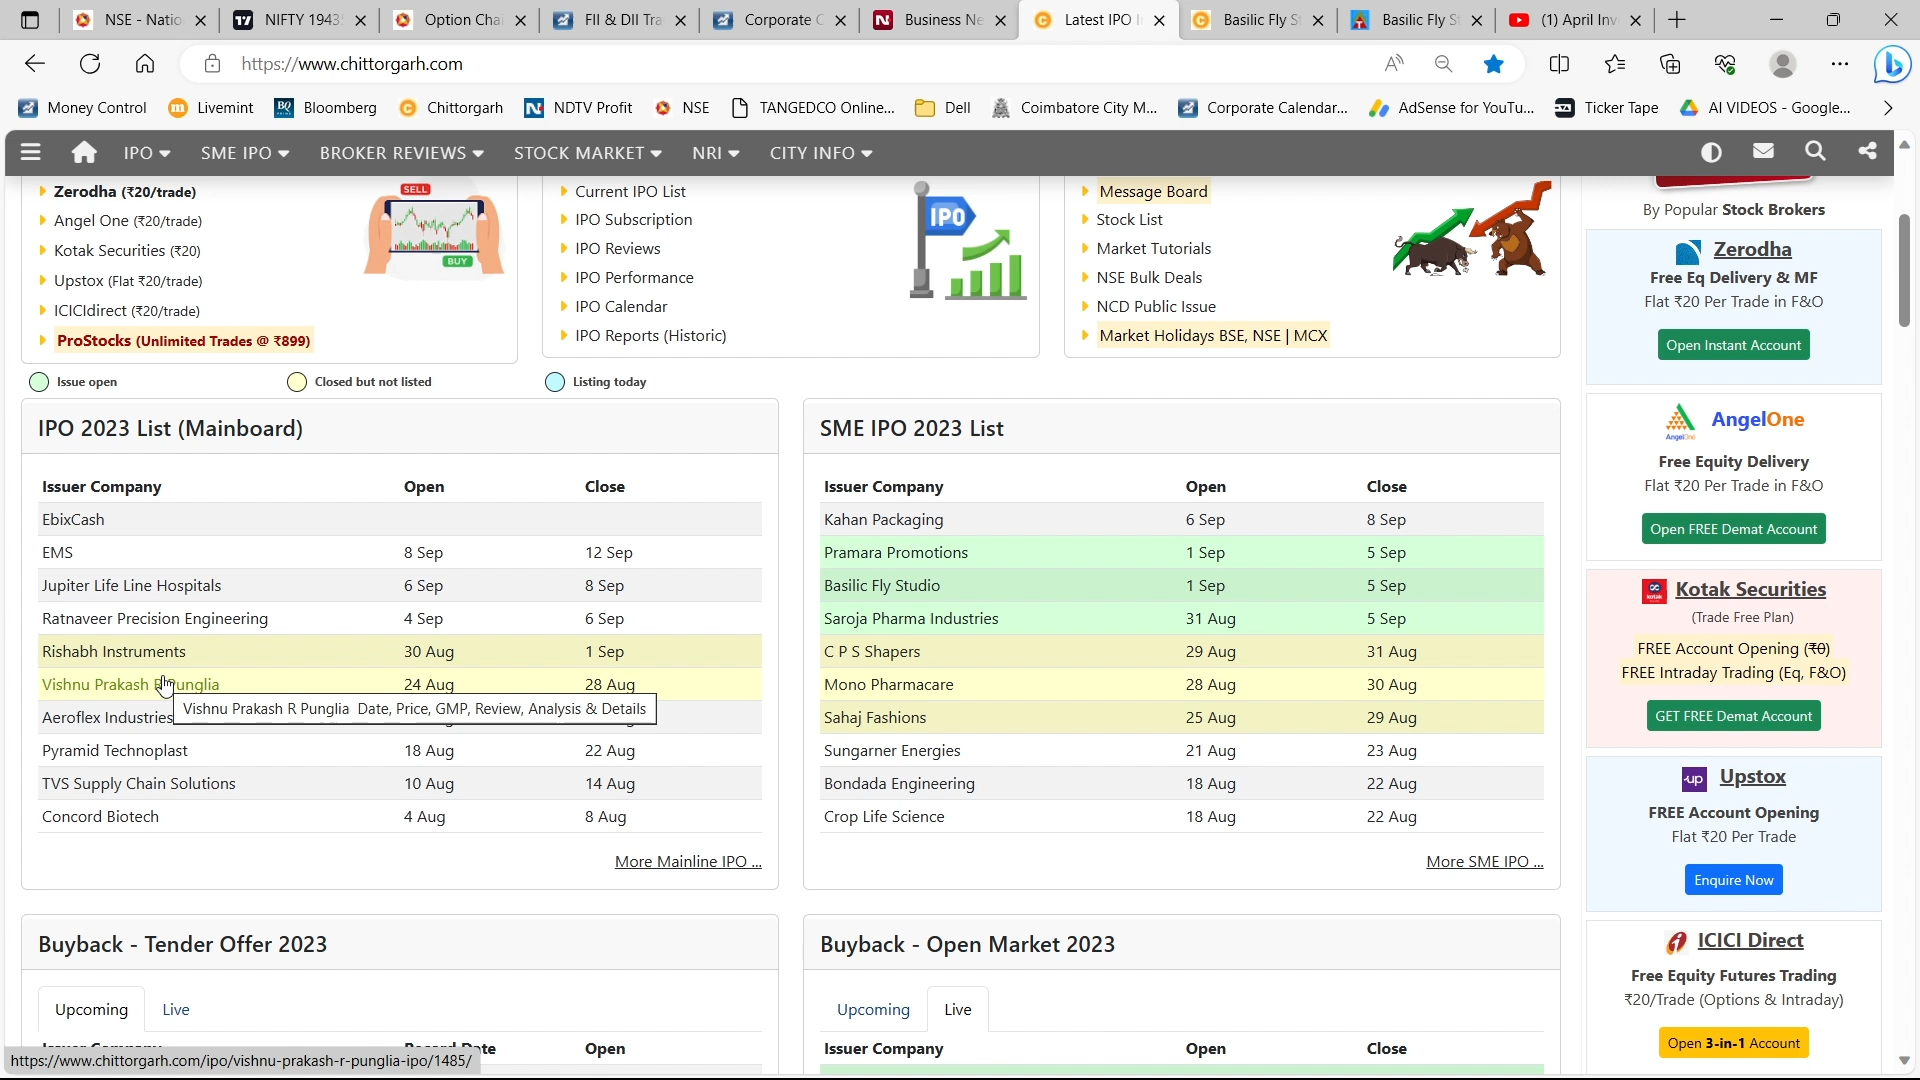 NSE - Natio
NIFTY 1943
Option Cha
FII & DII Tra
Corporate C
Business Ne
Latest IPO I
Basilic Fly S
Basilic Fly S
(1) April Inv
https://www.chittorgarh.com
Money Control
Livemint
Bloomberg
Chittorgarh
NDTV Profit
NSE
TANGEDCO Online...
Dell
Coimbatore City M...
Corporate Calendar...
AdSense for YouTu...
Ticker Tape
AI VIDEOS - Google...
IPO
SME IPO
BROKER REVIEWS
STOCK MARKET
NRI
CITY INFO
Zerodha (₹20/trade)
Angel One (₹20/trade)
Kotak Securities (₹20)
Upstox (Flat ₹20/trade)
ICICIdirect (₹20/trade)
ProStocks (Unlimited Trades @ ₹899)
SELL
BUY
Current IPO List
IPO Subscription
IPO Reviews
IPO Performance
IPO Calendar
IPO Reports (Historic)
IPO
Message Board
Stock List
Market Tutorials
NSE Bulk Deals
NCD Public Issue
Market Holidays BSE, NSE | MCX
Issue open
Closed but not listed
Listing today
IPO 2023 List (Mainboard)
Issuer Company Open Close
EbixCash
EMS 8 Sep 12 Sep
Jupiter Life Line Hospitals 6 Sep 8 Sep
Ratnaveer Precision Engineering 4 Sep 6 Sep
Rishabh Instruments 30 Aug 1 Sep
Vishnu Prakash R Punglia 24 Aug 28 Aug
Vishnu Prakash R Punglia Date, Price, GMP, Review, Analysis & Details
Aeroflex Industries
Pyramid Technoplast 18 Aug 22 Aug
TVS Supply Chain Solutions 10 Aug 14 Aug
Concord Biotech 4 Aug 8 Aug
More Mainline IPO ...
SME IPO 2023 List
Issuer Company Open Close
Kahan Packaging 6 Sep 8 Sep
Pramara Promotions 1 Sep 5 Sep
Basilic Fly Studio 1 Sep 5 Sep
Saroja Pharma Industries 31 Aug 5 Sep
C P S Shapers 29 Aug 31 Aug
Mono Pharmacare 28 Aug 30 Aug
Sahaj Fashions 25 Aug 29 Aug
Sungarner Energies 21 Aug 23 Aug
Bondada Engineering 18 Aug 22 Aug
Crop Life Science 18 Aug 22 Aug
More SME IPO ...
Buyback - Tender Offer 2023
Upcoming Live
Open
Buyback - Open Market 2023
Upcoming Live
Issuer Company Open Close
By Popular Stock Brokers
Zerodha
Free Eq Delivery & MF
Flat ₹20 Per Trade in F&O
Open Instant Account
AngelOne
AngelOne
Free Equity Delivery
Flat ₹20 Per Trade in F&O
Open FREE Demat Account
kotak
Kotak Securities
(Trade Free Plan)
FREE Account Opening (₹0)
FREE Intraday Trading (Eq, F&O)
GET FREE Demat Account
up
Upstox
FREE Account Opening
Flat ₹20 Per Trade
Enquire Now
ICICI Direct
Free Equity Futures Trading
₹20/Trade (Options & Intraday)
Open 3-in-1 Account
https://www.chittorgarh.com/ipo/vishnu-prakash-r-punglia-ipo/1485/